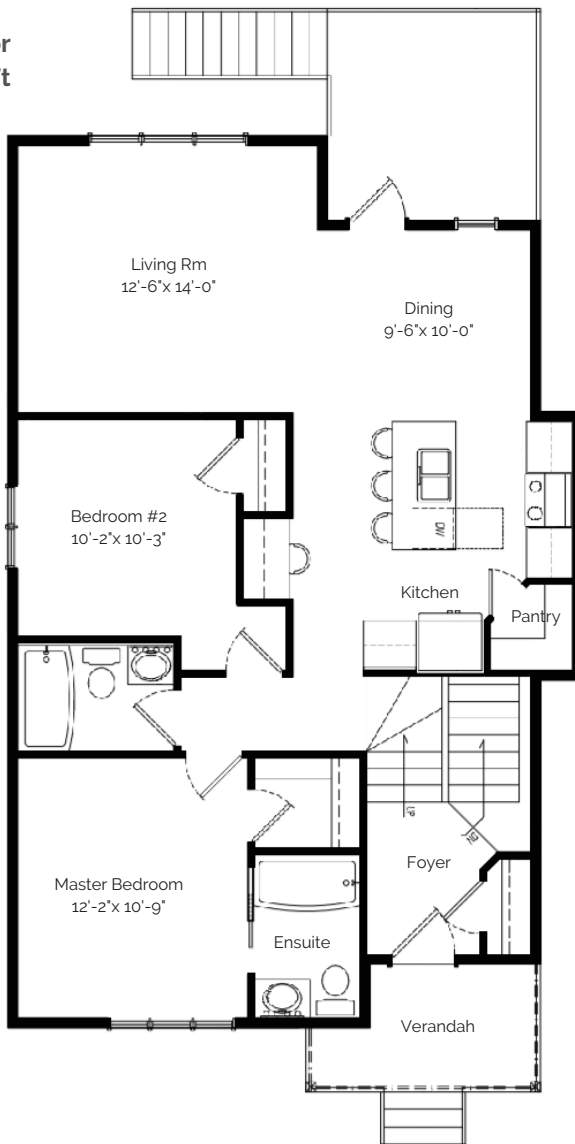 Living Rm
12'-6"x 14'-0"
Dining
9'-6"x 10'-0"
Bedroom #2
10'-2"x 10'-3"
DW
Kitchen
Pantry
UP
DN
Foyer
Master Bedroom
12'-2"x 10'-9"
Ensuite
Verandah